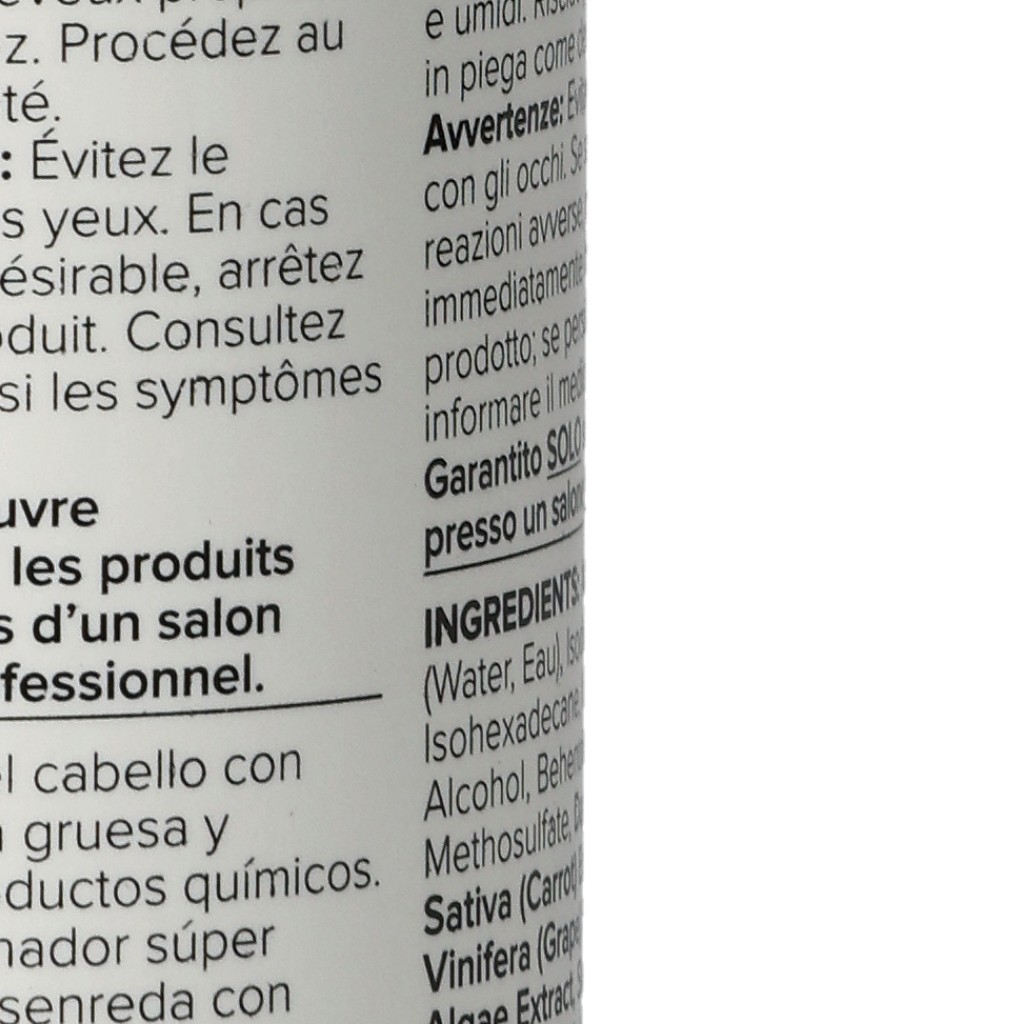 z. Procédez au
té.
: Évitez le
s yeux. En cas
ésirable, arrêtez
oduit. Consultez
si les symptômes
uvre
les produits
s d’un salon
fessionnel.
el cabello con
gruesa y
ductos químicos.
nador súper
senreda con
e umidi.
in piega come
Avvertenze:
con gli occhi. Se
reazioni avverse
immediatamente
prodotto; se
informare il
Garantito SOLO
presso un salon
INGREDIENTS:
(Water, Eau),
Isohexadecane,
Alcohol,
Methosulfate,
Sativa (Carrot)
Vinifera (Grape
Algae Extract,